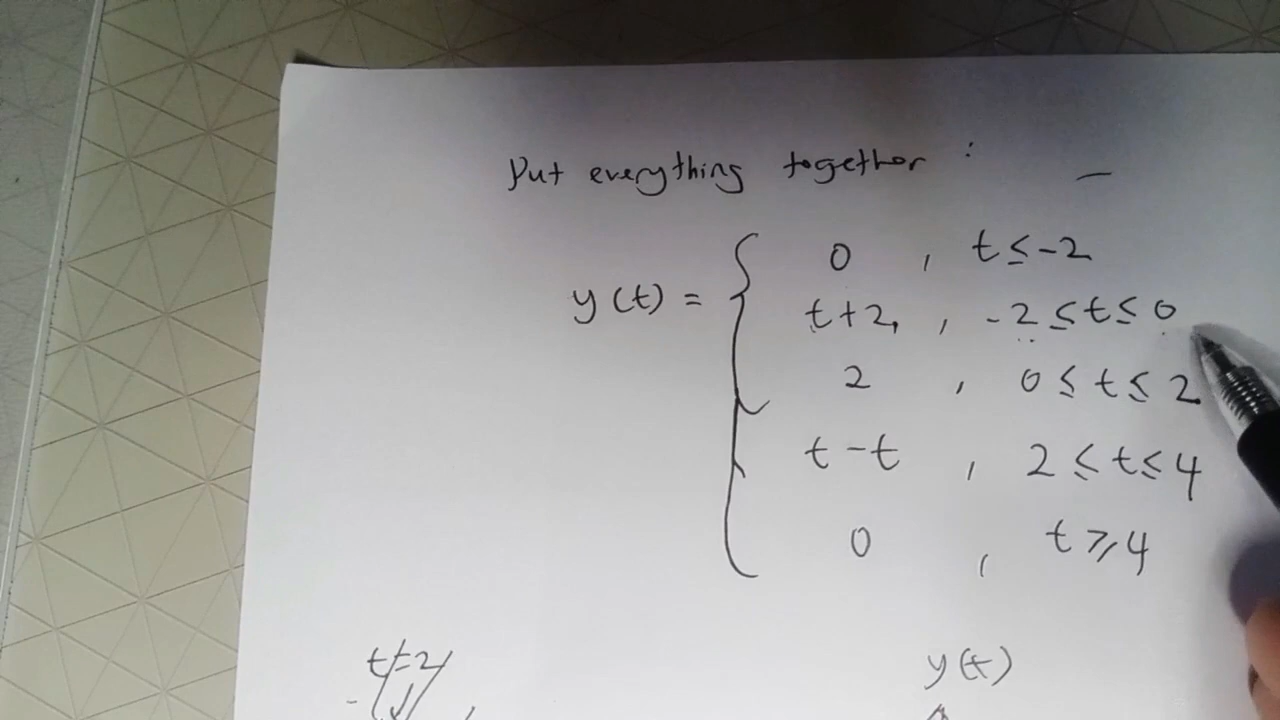 Put everything together :
y(t) = { 0 , t ≤ -2
t+2, , -2 ≤ t ≤ 0
2 , 0 ≤ t ≤ 2
t - t , 2 ≤ t ≤ 4
0 , t ≥ 4
t=2
y(t)